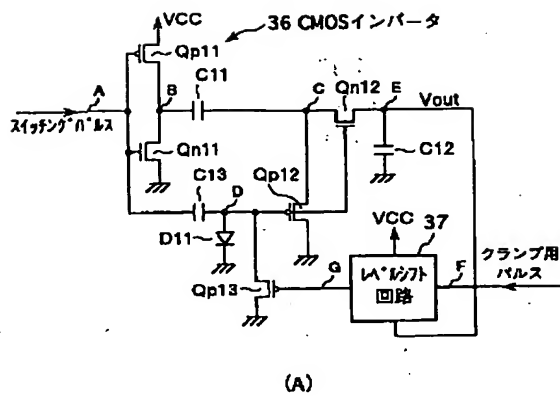 VCC
36 CMOSインバータ
Qp11
A
B
C11
C
Qn12
E
Vout
スイッチングパルス
Qn11
C12
C13
Qp12
D
VCC
37
D11
クランプ用
パルス
Qp13
G
レベルシフト
回路
F
(A)